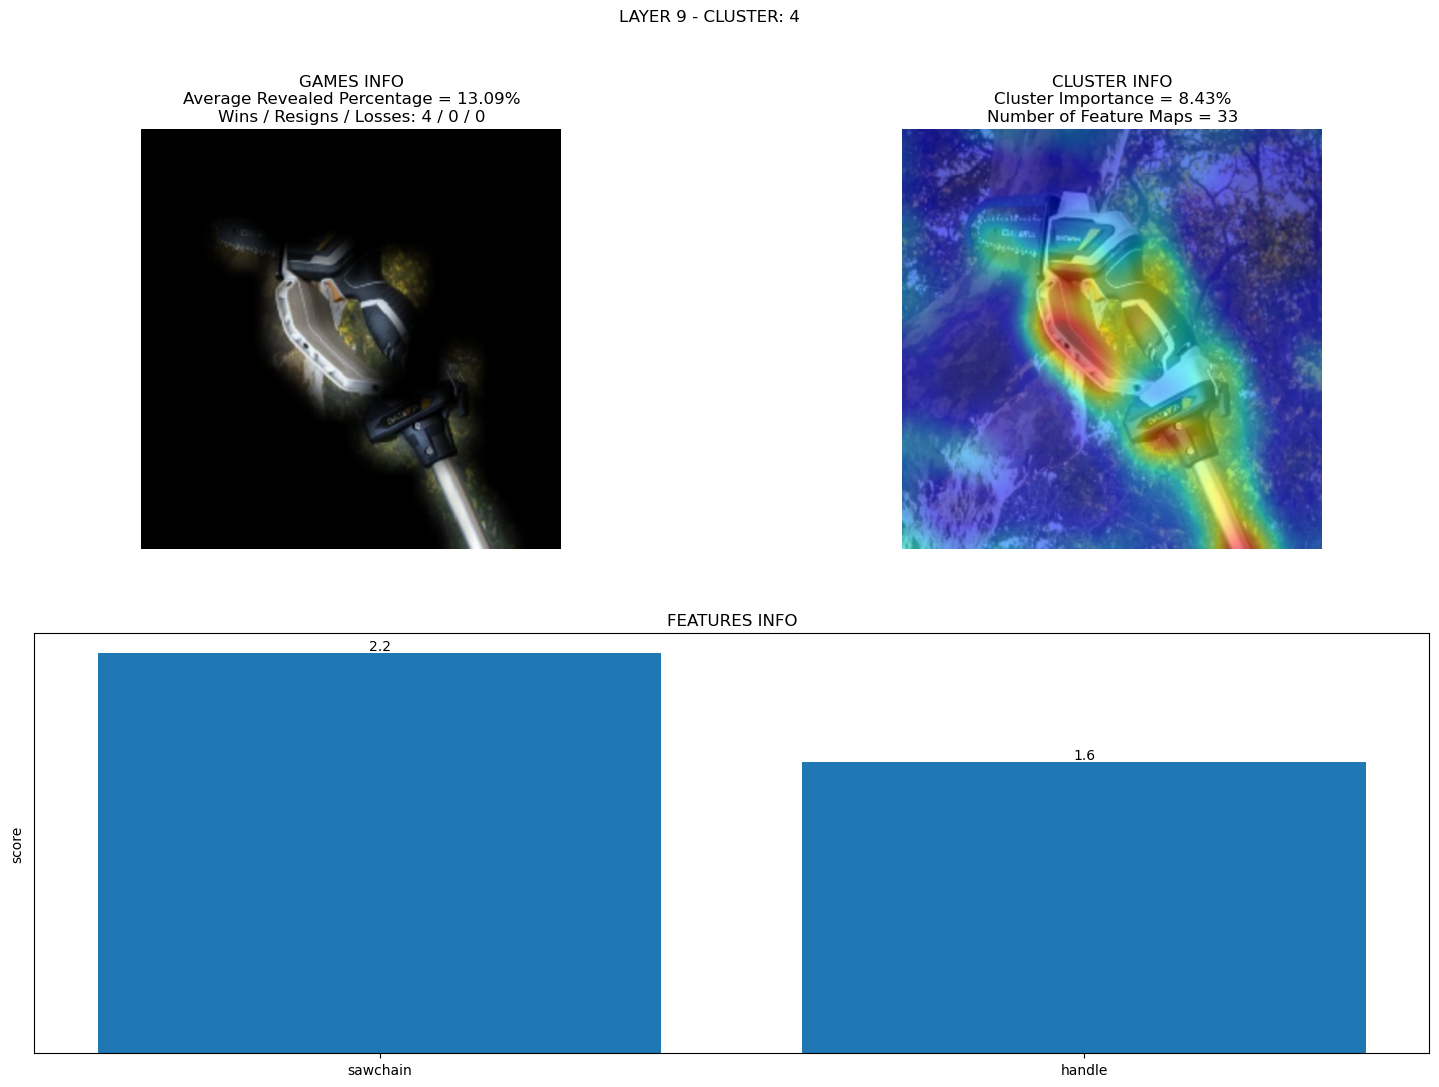 LAYER 9 - CLUSTER: 4
GAMES INFO
Average Revealed Percentage = 13.09%
Wins / Resigns / Losses: 4 / 0 / 0
CLUSTER INFO
Cluster Importance = 8.43%
Number of Feature Maps = 33
FEATURES INFO
2.2
1.6
score
sawchain
handle